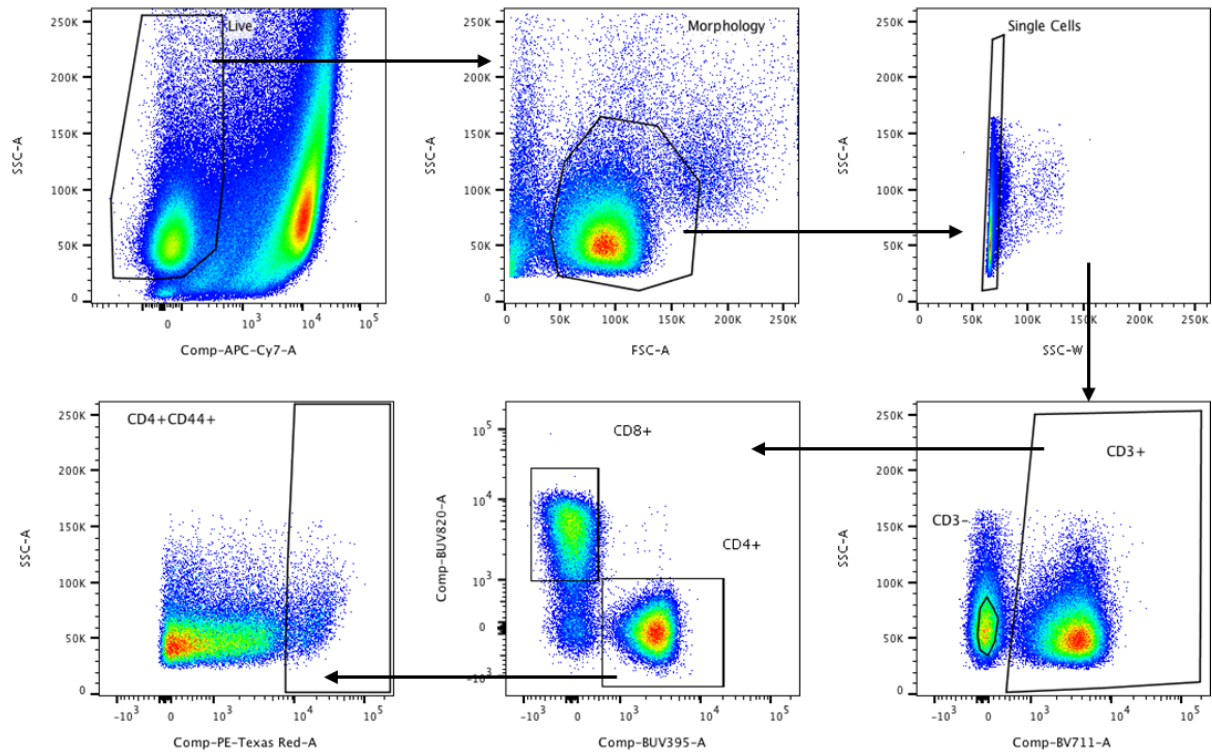 Live
250K
200K
150K
100K
50K
0
SSC-A
0 10³ 10⁴ 10⁵
Comp-APC-Cy7-A
Morphology
250K
200K
150K
100K
50K
0
SSC-A
0 50K 100K 150K 200K 250K
FSC-A
Single Cells
250K
200K
150K
100K
50K
0
SSC-A
0 50K 100K 150K 200K 250K
SSC-W
CD4+CD44+
250K
200K
150K
100K
50K
0
SSC-A
-10³ 0 10³ 10⁴ 10⁵
Comp-PE-Texas Red-A
CD8+
CD4+
10⁵
10⁴
10³
0
-10³
Comp-BUV820-A
0 10³ 10⁴ 10⁵
Comp-BUV395-A
CD3+
CD3-
250K
200K
150K
100K
50K
0
SSC-A
-10³ 0 10³ 10⁴ 10⁵
Comp-BV711-A